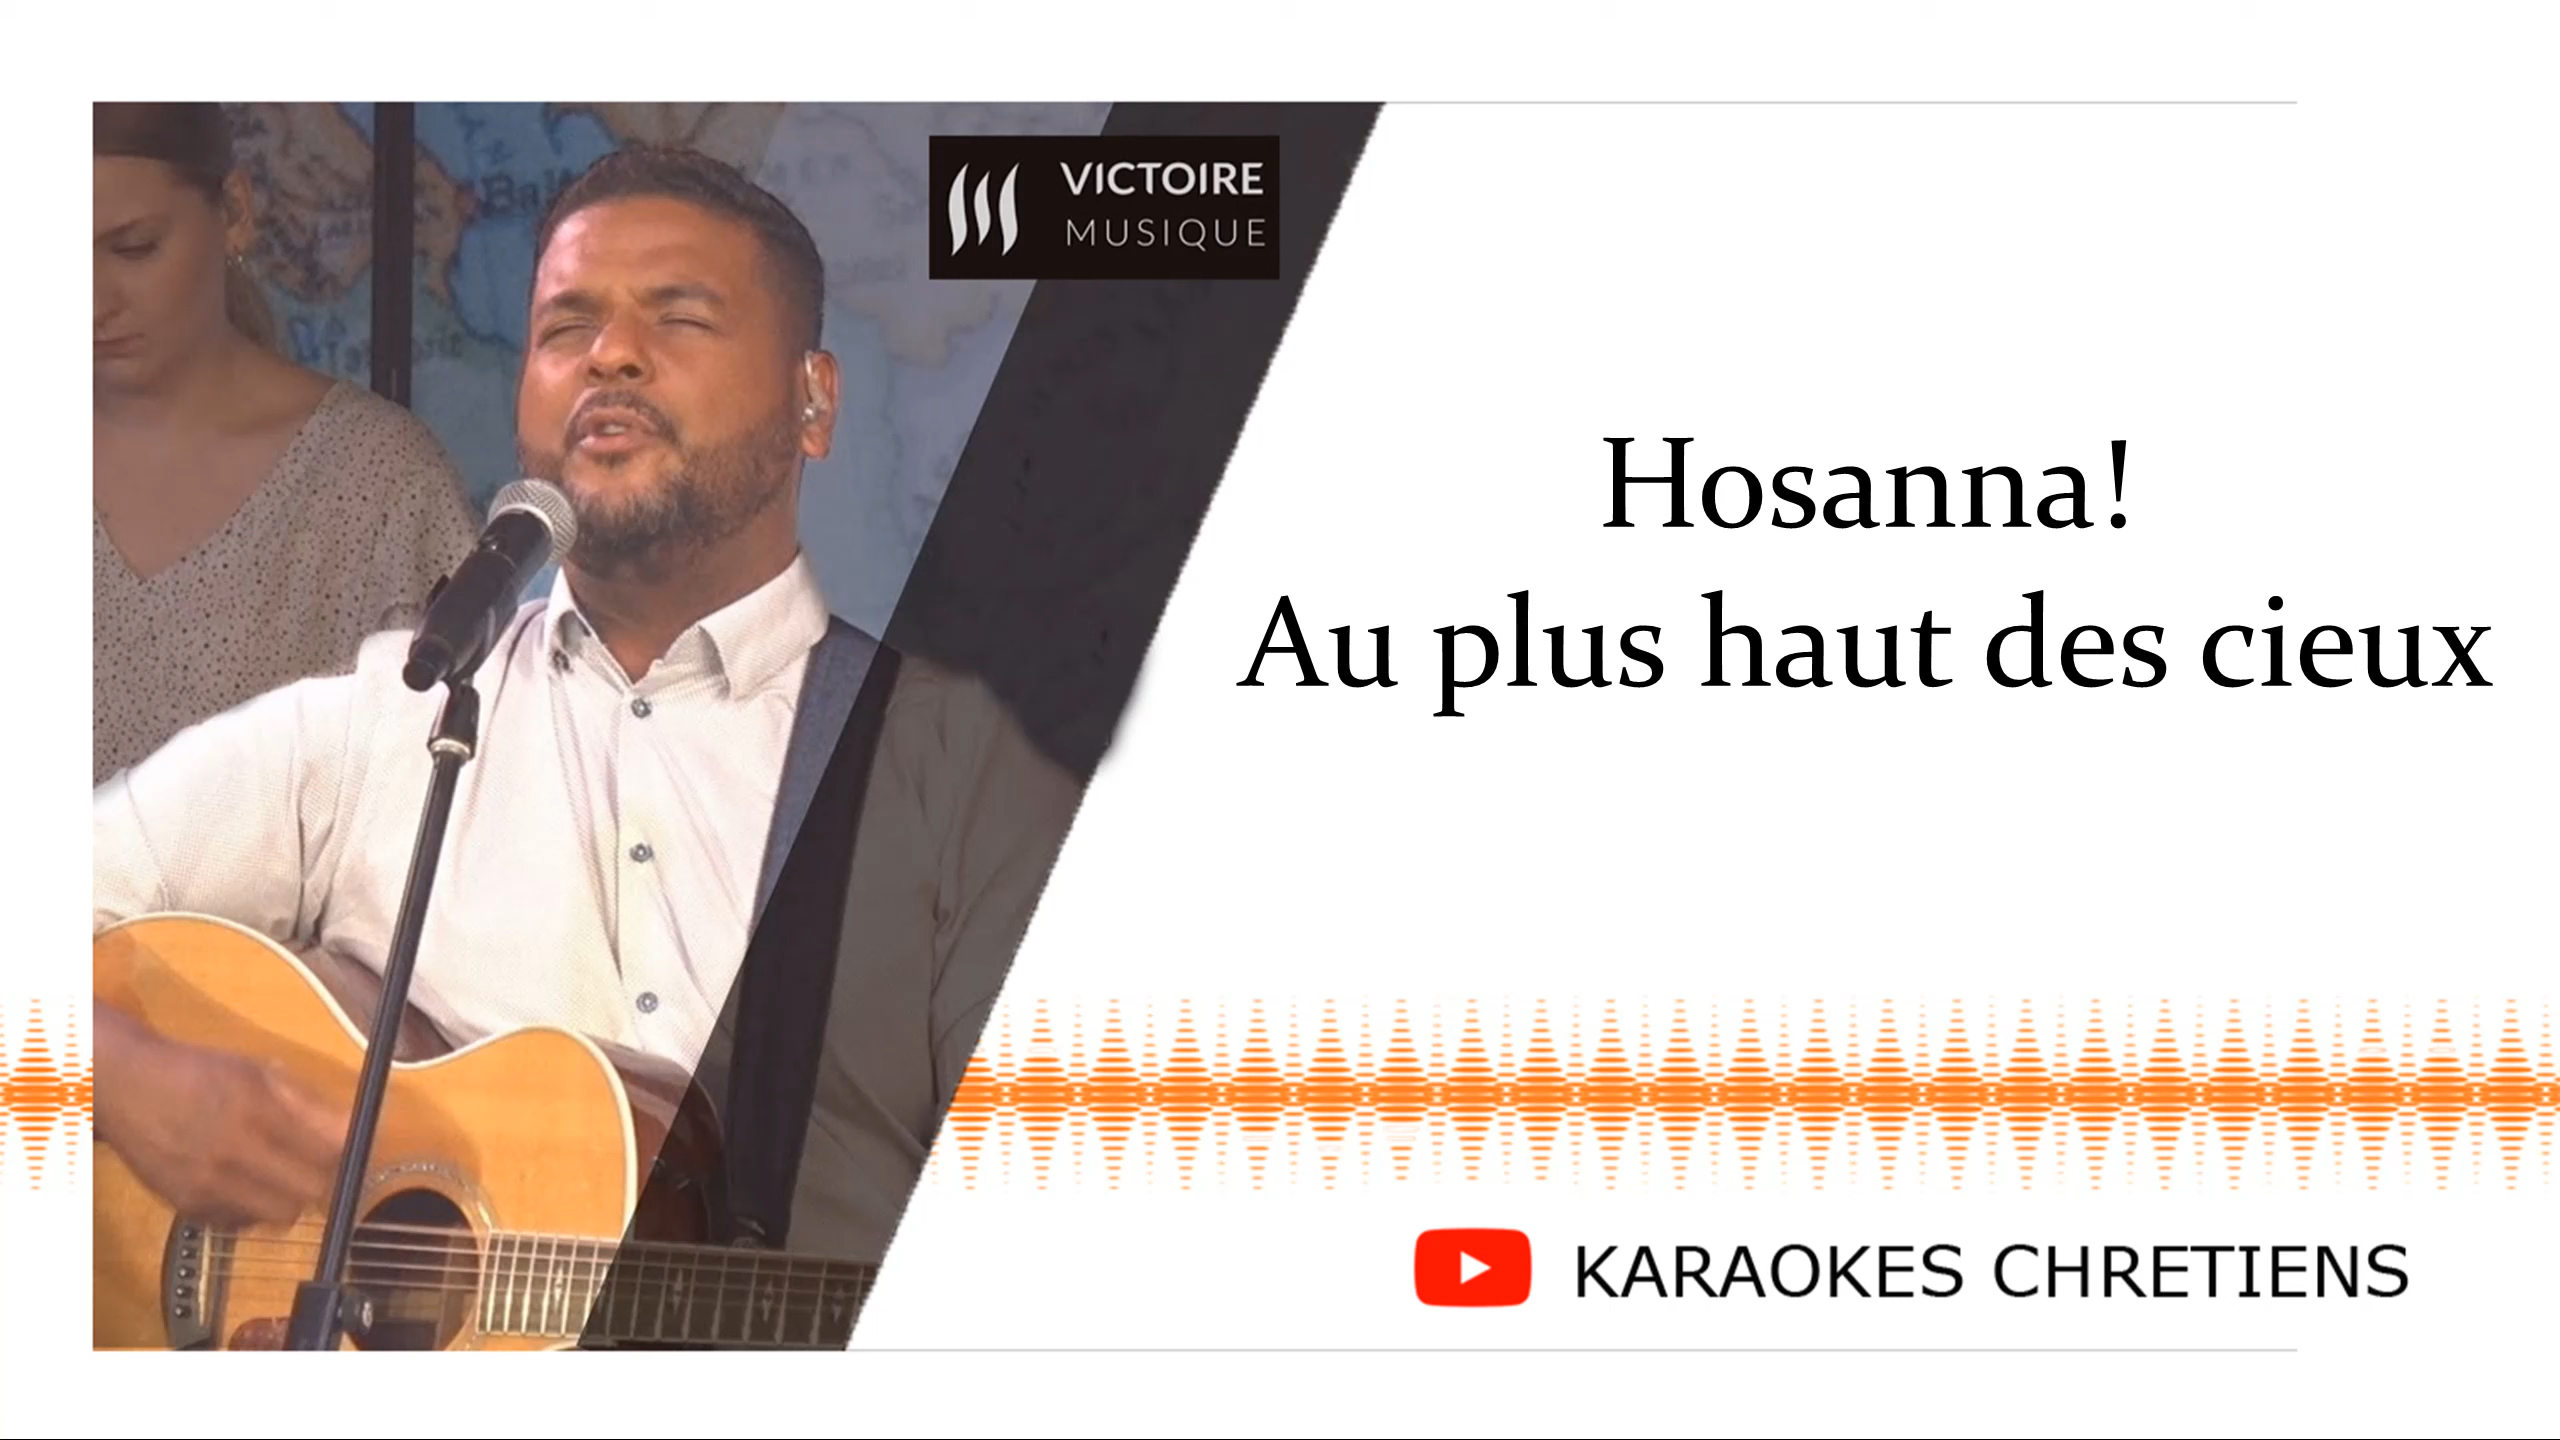 VICTOIRE
MUSIQUE
Hosanna!
Au plus haut des cieux
KARAOKES CHRETIENS